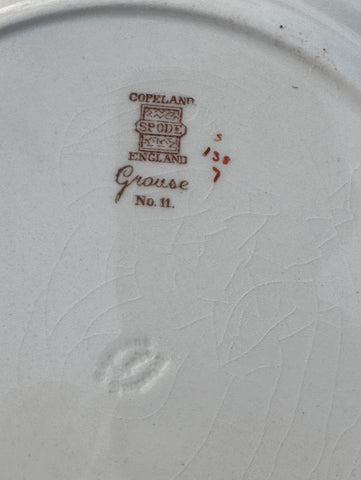 COPELAND
SPODE
ENGLAND
Grouse
No. 11.
S
138
7